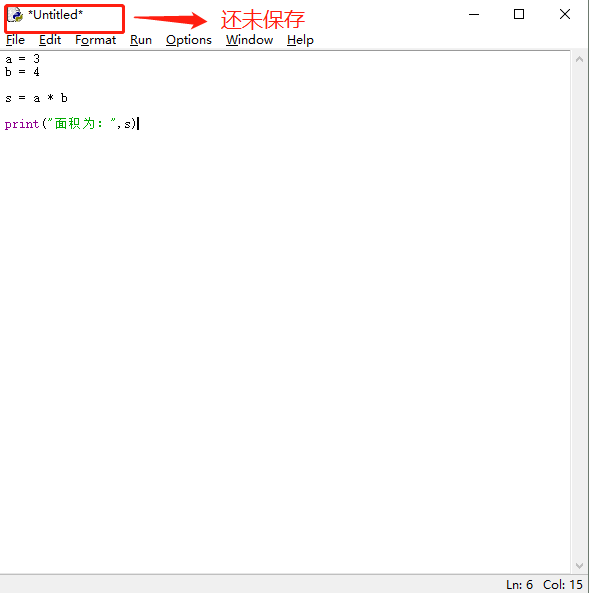 *Untitled*
还未保存
File Edit Format Run Options Window Help
a = 3
b = 4
s = a * b
print("面积为：",s)
Ln: 6 Col: 15